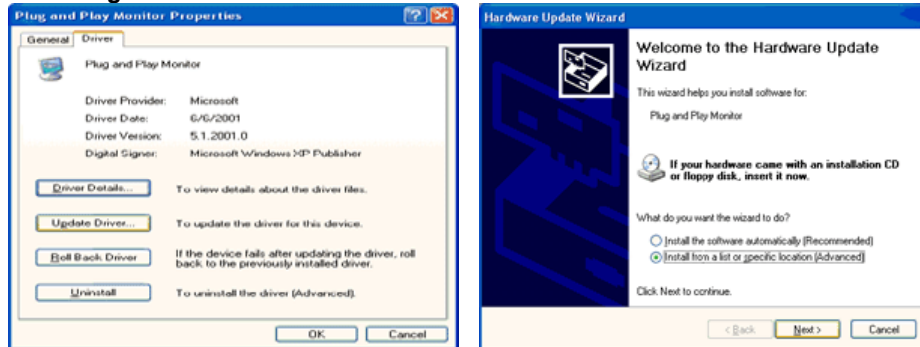 Plug and Play Monitor Properties
General Driver
Plug and Play Monitor
Driver Provider: Microsoft
Driver Date: 6/6/2001
Driver Version: 5.1.2001.0
Digital Signer: Microsoft Windows XP Publisher
Driver Details... To view details about the driver files.
Update Driver... To update the driver for this device.
Roll Back Driver If the device fails after updating the driver, roll
back to the previously installed driver.
Uninstall To uninstall the driver (Advanced).
OK Cancel
Hardware Update Wizard
Welcome to the Hardware Update
Wizard
This wizard helps you install software for:
Plug and Play Monitor
If your hardware came with an installation CD
or floppy disk, insert it now.
What do you want the wizard to do?
Install the software automatically (Recommended)
Install from a list or specific location (Advanced)
Click Next to continue.
< Back Next > Cancel